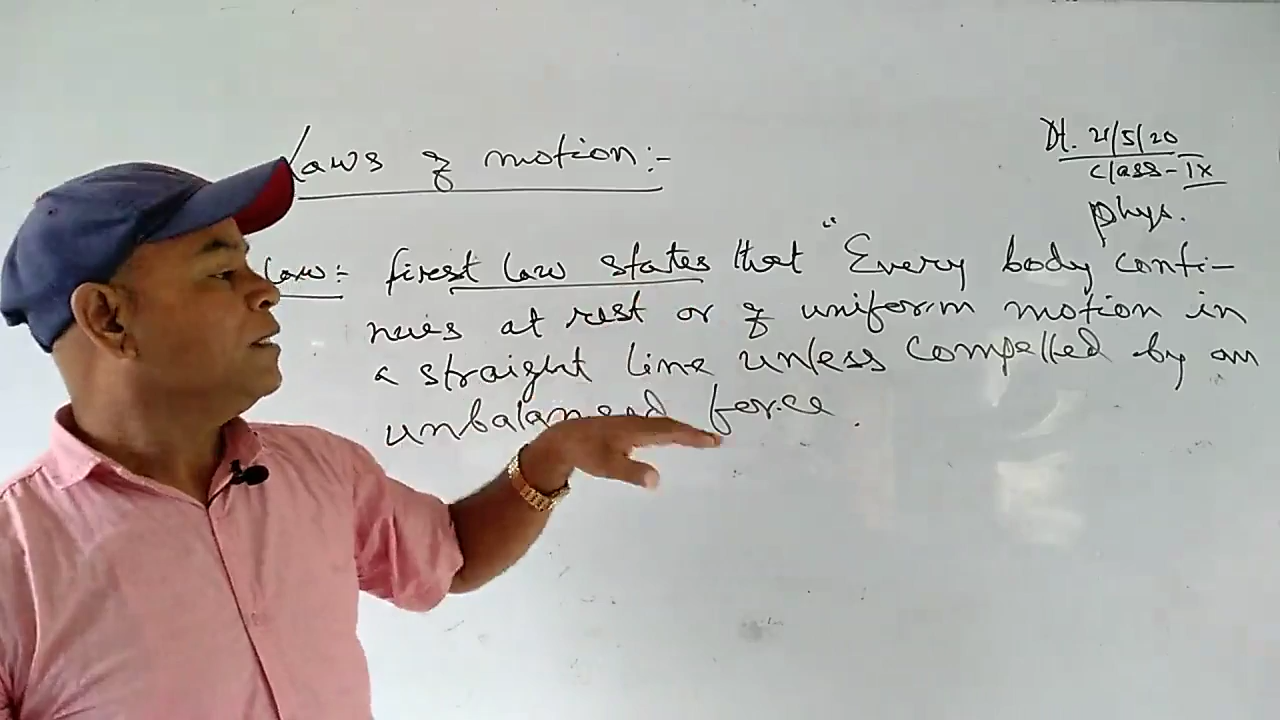 Laws of motion:-
Dt. 21/5/20
Class-IX
Phys.
Law:- first law states that "Every body conti-
nues at rest or of uniform motion in
a straight line unless compelled by an
unbalanced force.